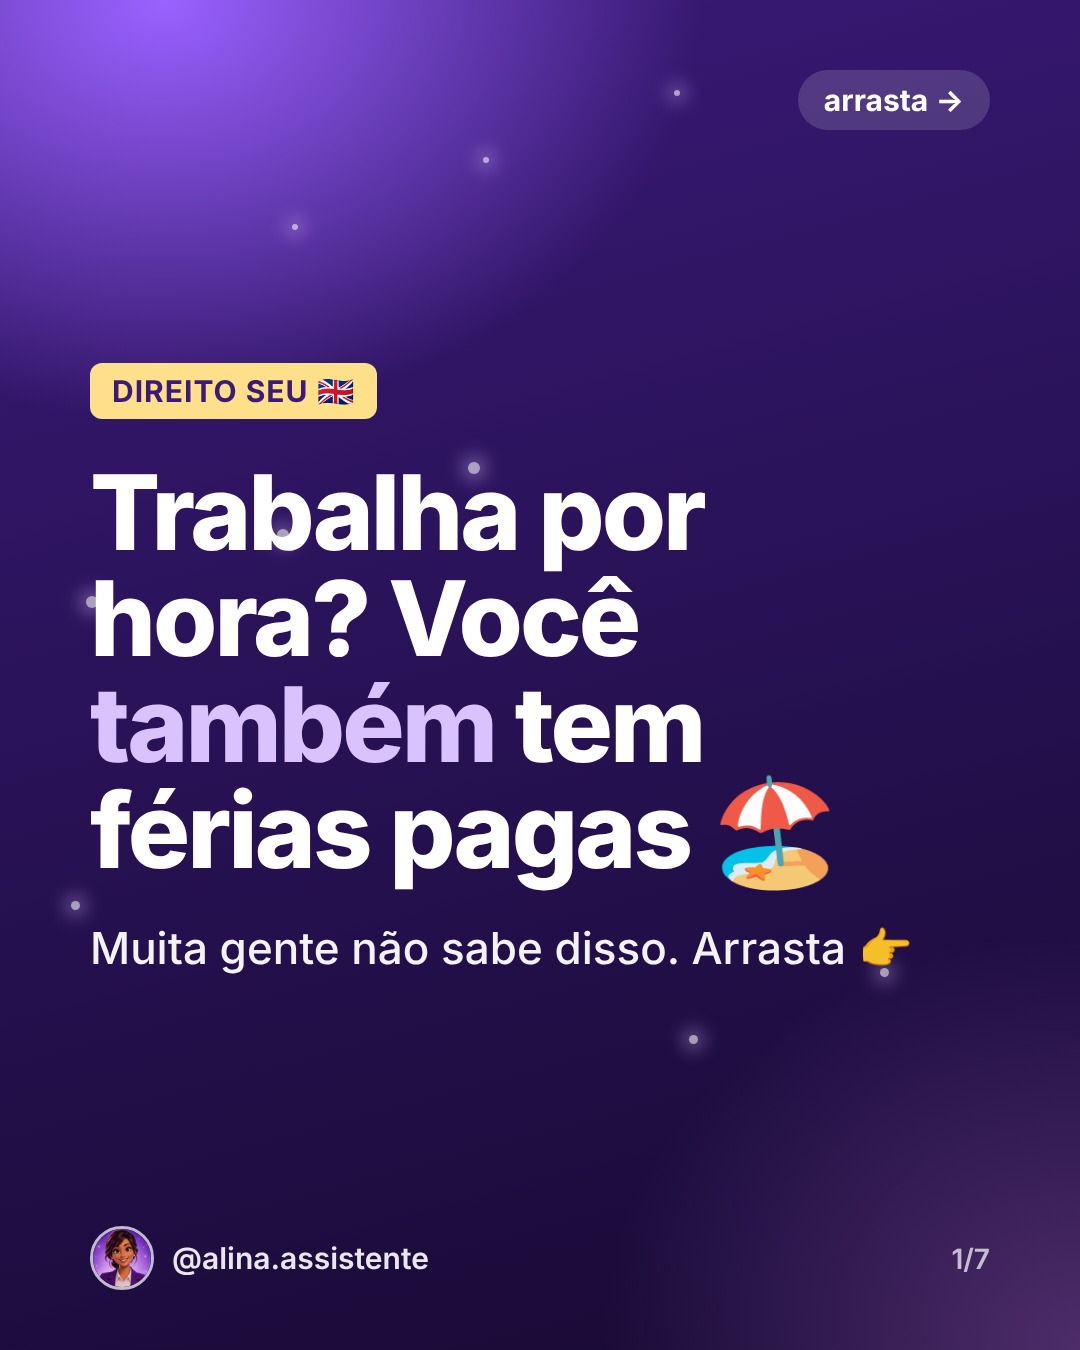 arrasta →
DIREITO SEU 🇬🇧
Trabalha por
hora? Você
também tem
férias pagas 🏖️
Muita gente não sabe disso. Arrasta 👉
@alina.assistente
1/7